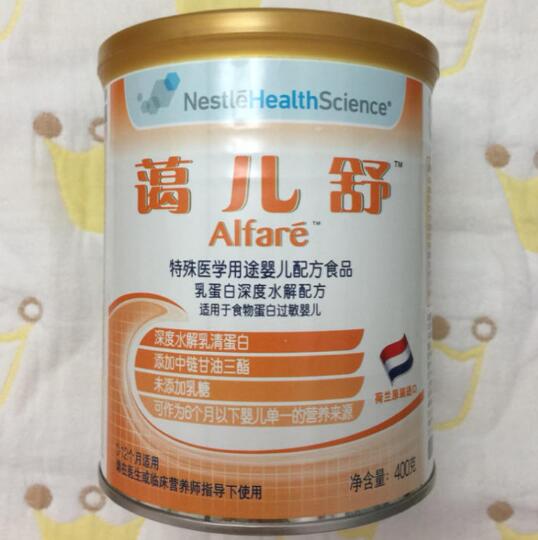 NestléHealthScience®
蔼儿舒™
Alfaré™
特殊医学用途婴儿配方食品
乳蛋白深度水解配方
适用于食物蛋白过敏婴儿
深度水解乳清蛋白
添加中链甘油三酯
未添加乳糖
可作为6个月以下婴儿单一的营养来源
荷兰原装进口
0-12个月适用
请在医生或临床营养师指导下使用
净含量：400克